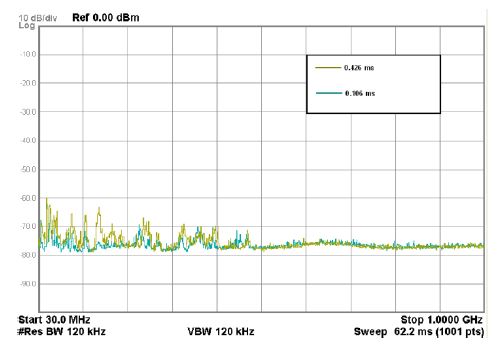 10 dB/div Ref 0.00 dBm
Log
-10.0
-20.0
-30.0
-40.0
-50.0
-60.0
-70.0
-80.0
-90.0
0.426 ms
0.106 ms
Start 30.0 MHz Stop 1.0000 GHz
#Res BW 120 kHz VBW 120 kHz Sweep 62.2 ms (1001 pts)